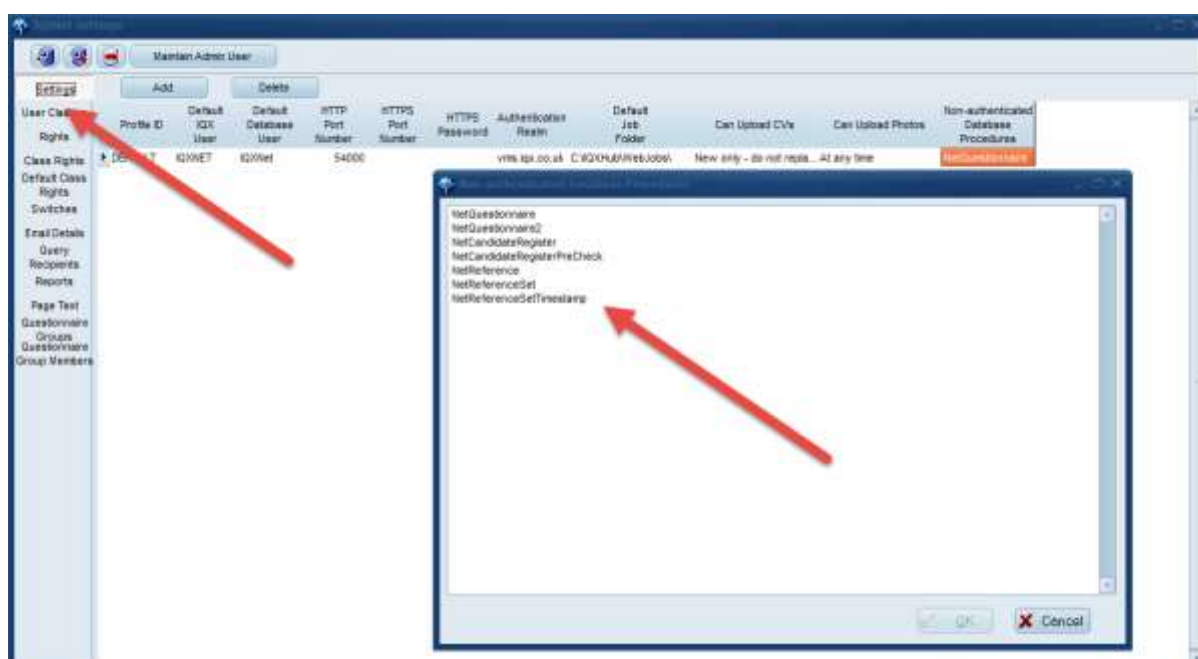 Maintain Admin User
Settings
Add
Delete
User Class
Rights
Class Rights
Default Class
Rights
Switches
Email Details
Query
Recipients
Reports
Page Text
Questionnaire
Groups
Questionnaire
Group Members
Profile ID
Default
IQX
User
Default
Database
User
HTTP
Port
Number
HTTPS
Port
Number
HTTPS
Password
Authentication
Realm
Default
Job
Folder
Can Upload CVs
Can Upload Photos
Non-authenticated
Database
Procedures
IQXNET
IQXNet
54000
C:\IQXHub\WebJobs\
New only - do not repla...
At any time
NetQuestionnaire
Non-authenticated Database Procedures
NetQuestionnaire
NetQuestionnaire2
NetCandidateRegister
NetCandidateRegisterPreCheck
NetReference
NetReferenceSet
NetReferenceSetTimestamp
OK
Cancel